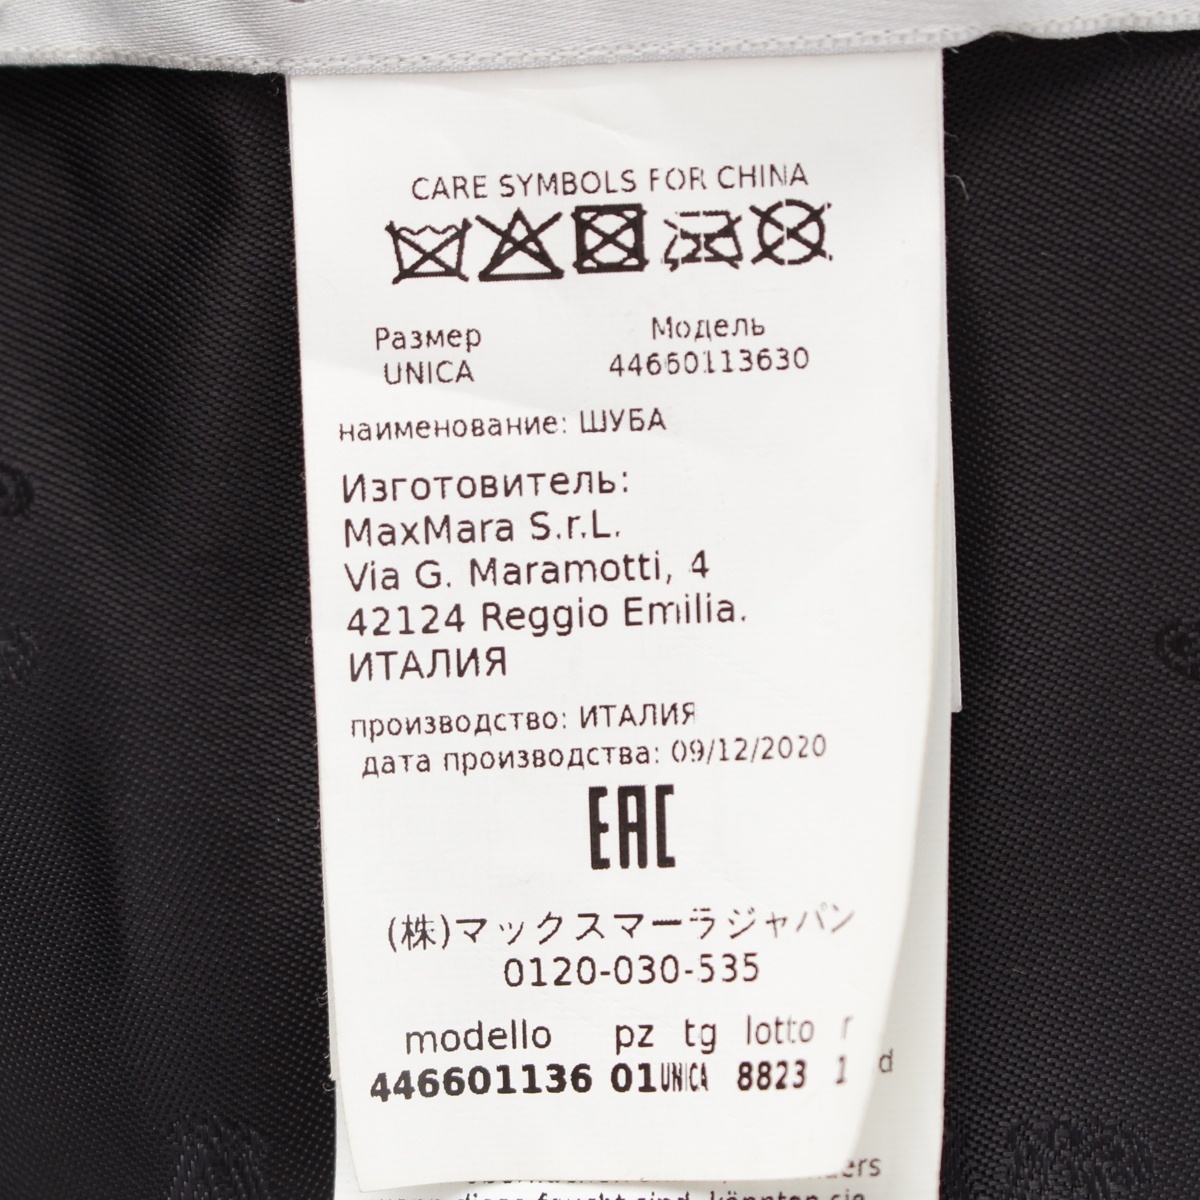 CARE SYMBOLS FOR CHINA
Размер Модель
UNICA 44660113630
наименование: ШУБА
Изготовитель:
MaxMara S.r.L.
Via G. Maramotti, 4
42124 Reggio Emilia.
ИТАЛИЯ
производство: ИТАЛИЯ
дата производства: 09/12/2020
EAC
(株)マックスマーラジャパン
0120-030-535
modello pz tg lotto r
446601136 01 UNICA 8823 1
d